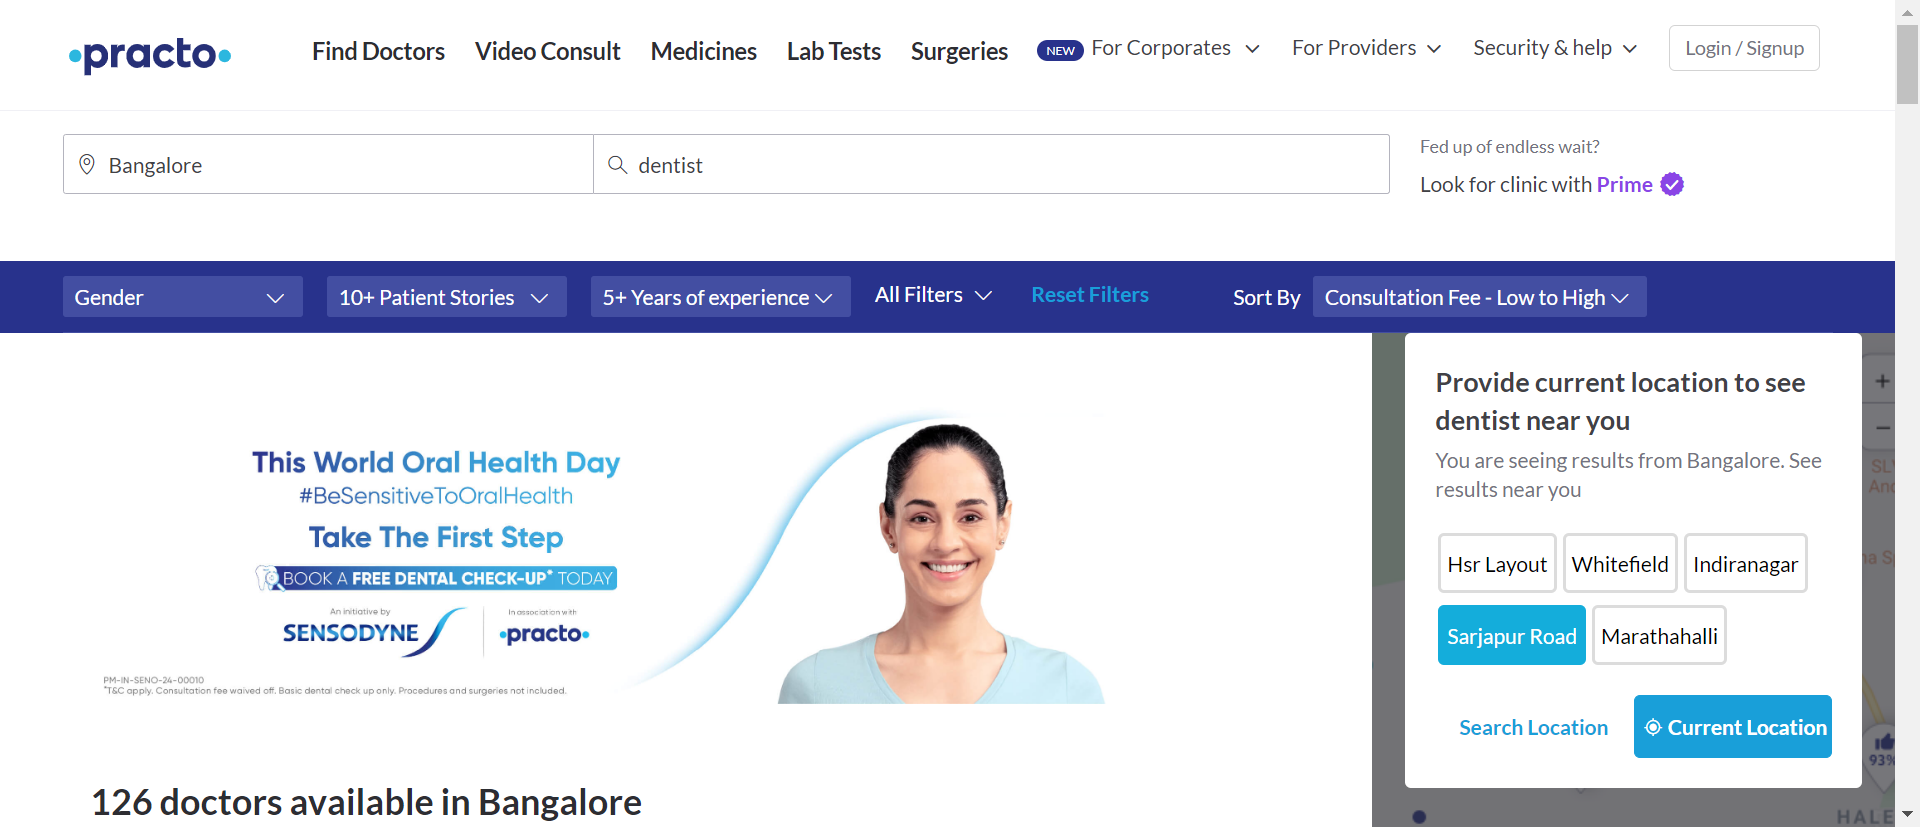 practo
Find Doctors
Video Consult
Medicines
Lab Tests
Surgeries
NEW
For Corporates
For Providers
Security & help
Login / Signup
Bangalore
dentist
Fed up of endless wait?
Look for clinic with Prime
Gender
10+ Patient Stories
5+ Years of experience
All Filters
Reset Filters
Sort By
Consultation Fee - Low to High
This World Oral Health Day
#BeSensitiveToOralHealth
Take The First Step
BOOK A FREE DENTAL CHECK-UP* TODAY
An initiative by
SENSODYNE
In association with
practo
PM-IN-SENO-24-00010
*T&C apply. Consultation fee waived off. Basic dental check up only. Procedures and surgeries not included.
126 doctors available in Bangalore
Provide current location to see
dentist near you
You are seeing results from Bangalore. See
results near you
Hsr Layout
Whitefield
Indiranagar
Sarjapur Road
Marathahalli
Search Location
Current Location
+
−
93%